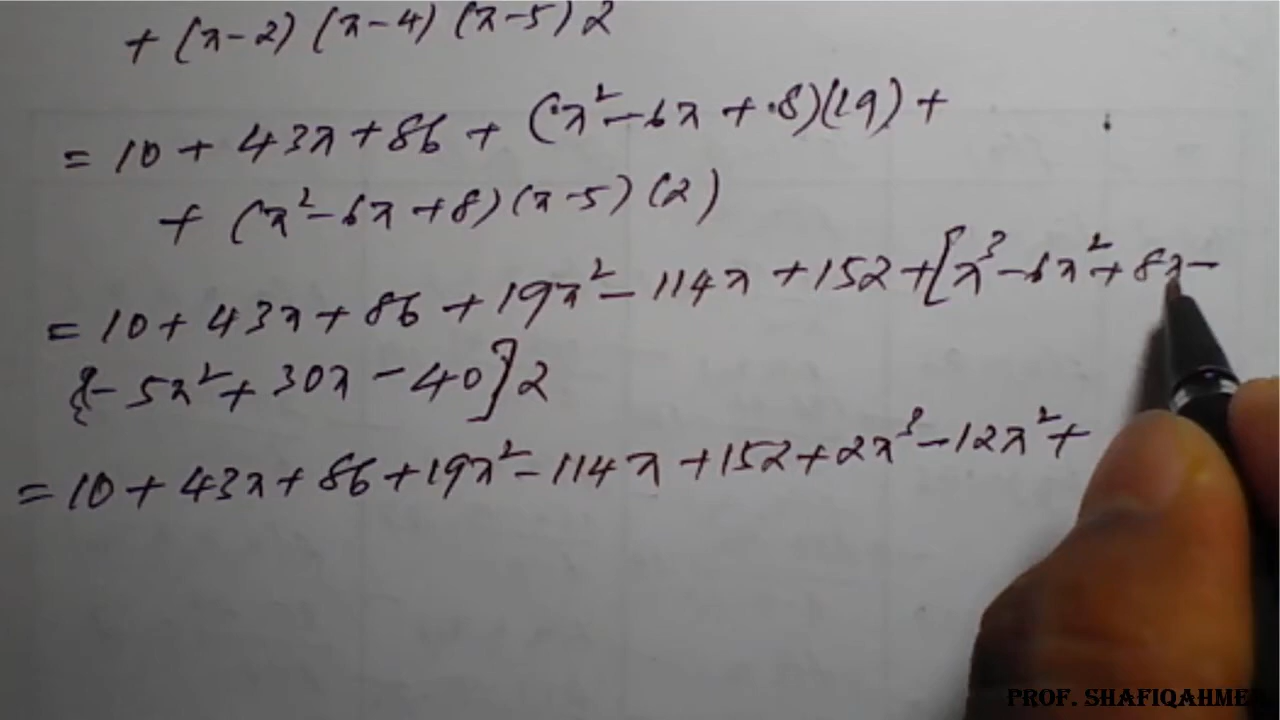 + (x-2) (x-4) (x-5) 2
= 10 + 43x + 86 + (x² - 6x + 8)(19) +
+ (x² - 6x + 8) (x-5) (2)
= 10 + 43x + 86 + 19x² - 114x + 152 + [x³ - 6x² + 8x -
{- 5x² + 30x - 40] 2
= 10 + 43x + 86 + 19x² - 114x + 152 + 2x³ - 12x² +
PROF. SHAFIQAHMED